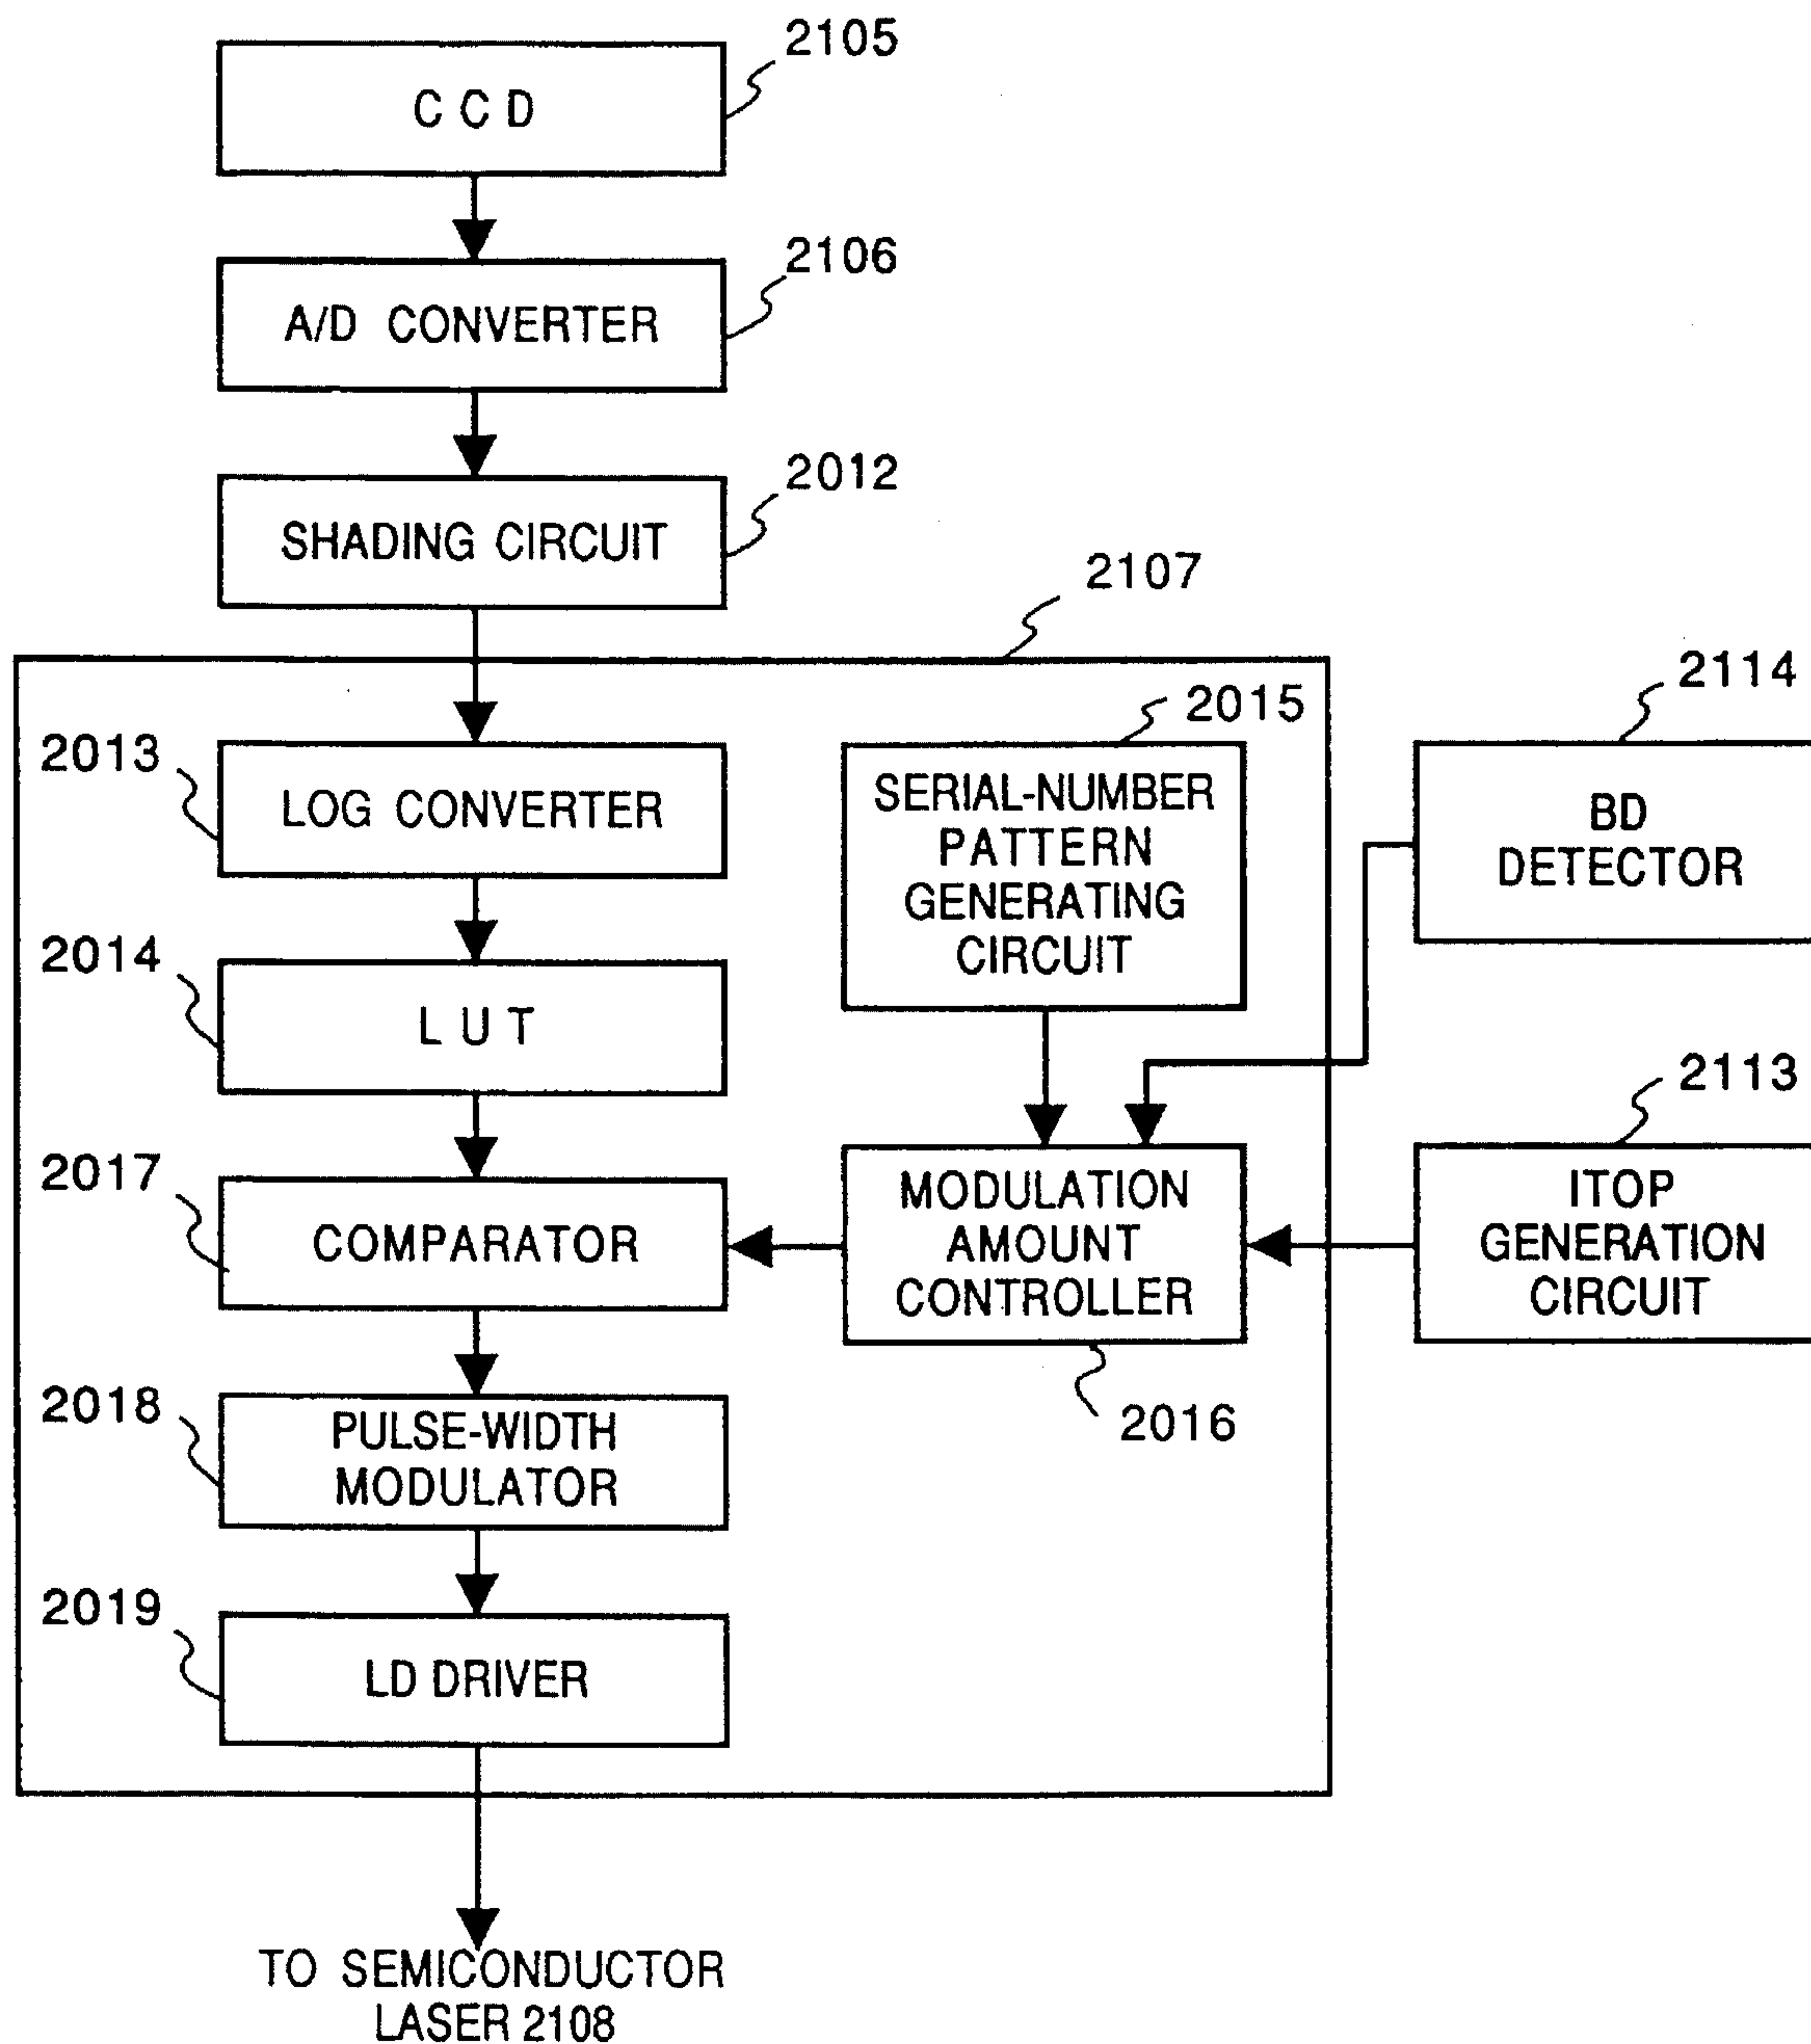 2105
C C D
2106
A/D CONVERTER
2012
SHADING CIRCUIT
2107
2013
LOG CONVERTER
2015
SERIAL-NUMBER
PATTERN
GENERATING
CIRCUIT
2114
BD
DETECTOR
2014
L U T
2113
ITOP
GENERATION
CIRCUIT
2017
COMPARATOR
MODULATION
AMOUNT
CONTROLLER
2016
2018
PULSE-WIDTH
MODULATOR
2019
LD DRIVER
TO SEMICONDUCTOR
LASER 2108